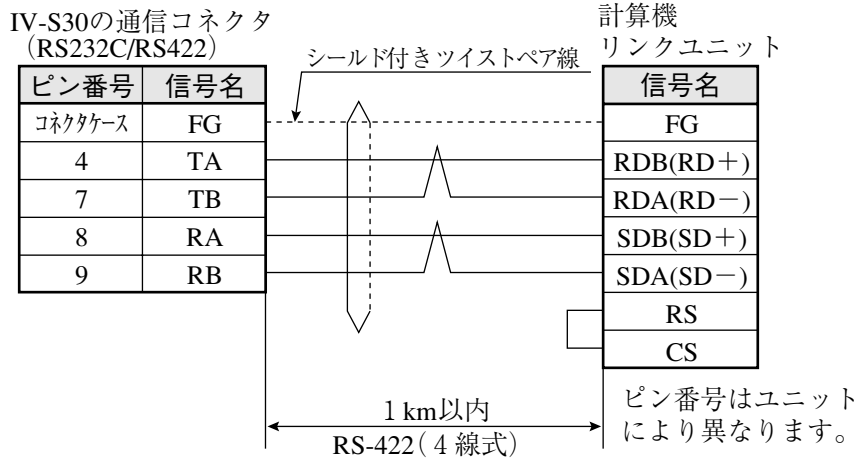 IV-S30の通信コネクタ
(RS232C/RS422)
シールド付きツイストペア線
計算機
リンクユニット
ピン番号 信号名
信号名
コネクタケース FG
FG
4 TA
RDB(RD+)
7 TB
RDA(RD-)
8 RA
SDB(SD+)
9 RB
SDA(SD-)
RS
CS
1 km以内
RS-422(4線式)
ピン番号はユニット
により異なります。